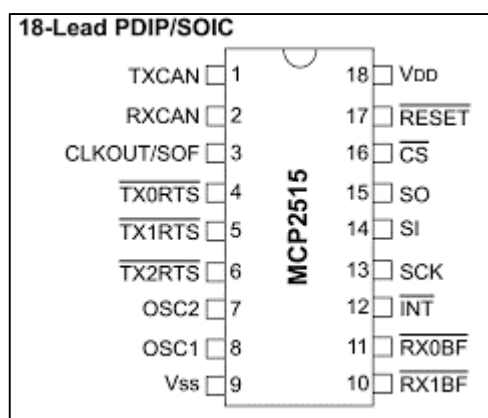 18-Lead PDIP/SOIC
TXCAN 1 18 VDD
RXCAN 2 17 RESET
CLKOUT/SOF 3 16 CS
TX0RTS 4 15 SO
TX1RTS 5 14 SI
TX2RTS 6 13 SCK
OSC2 7 12 INT
OSC1 8 11 RX0BF
Vss 9 10 RX1BF
MCP2515